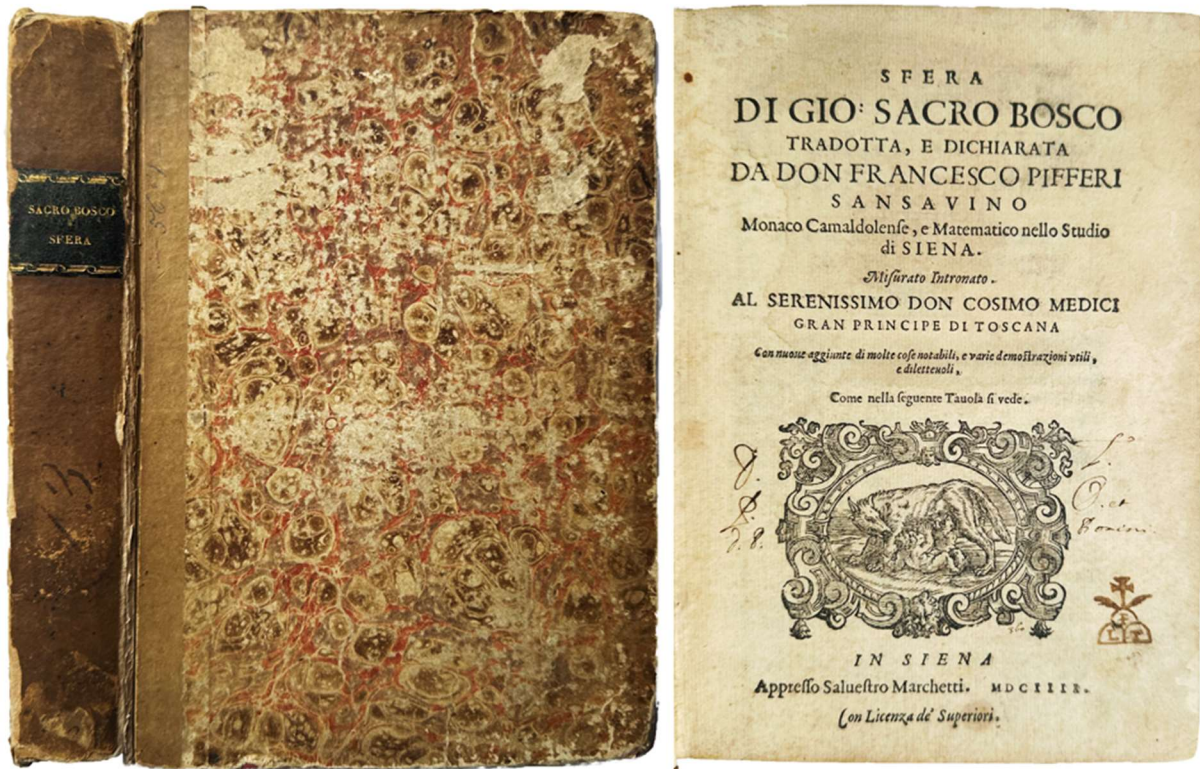 SACRO BOSCO
SFERA
SFERA
DI GIO: SACRO BOSCO
TRADOTTA, E DICHIARATA
DA DON FRANCESCO PIFFERI
SANSAVINO
Monaco Camaldolenſe, e Matematico nello Studio
di SIENA.
Miſurato Intronato.
AL SERENISSIMO DON COSIMO MEDICI
GRAN PRINCIPE DI TOSCANA
Con nuoue aggiunte di molte coſe notabili, e varie demoſtrazioni vtili,
e diletteuoli,
Come nella ſeguente Tauola ſi vede.
IN SIENA
Appreſſo Salueſtro Marchetti. MDCIIII.
Con Licenza de' Superiori.